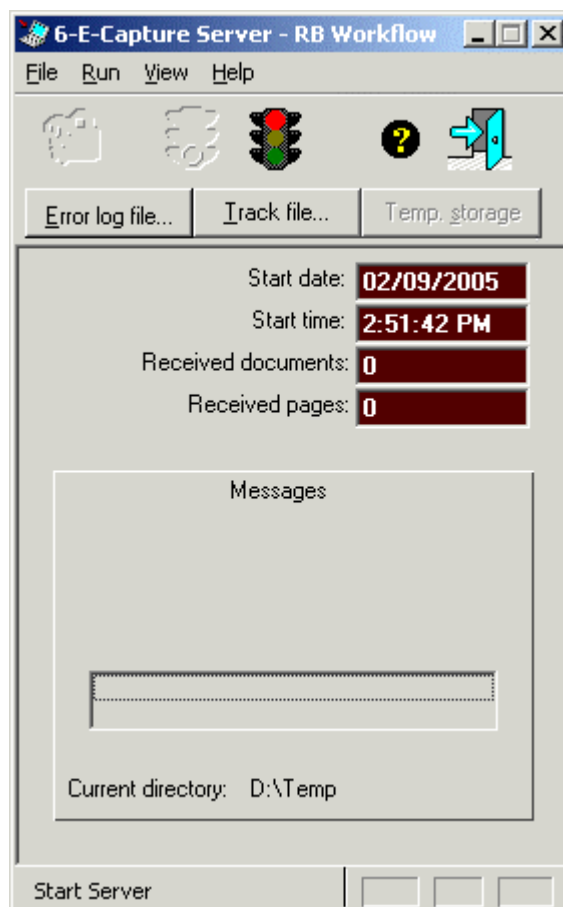 6-E-Capture Server - RB Workflow
File Run View Help
?
Error log file... Track file... Temp. storage
Start date: 02/09/2005
Start time: 2:51:42 PM
Received documents: 0
Received pages: 0
Messages
Current directory: D:\Temp
Start Server